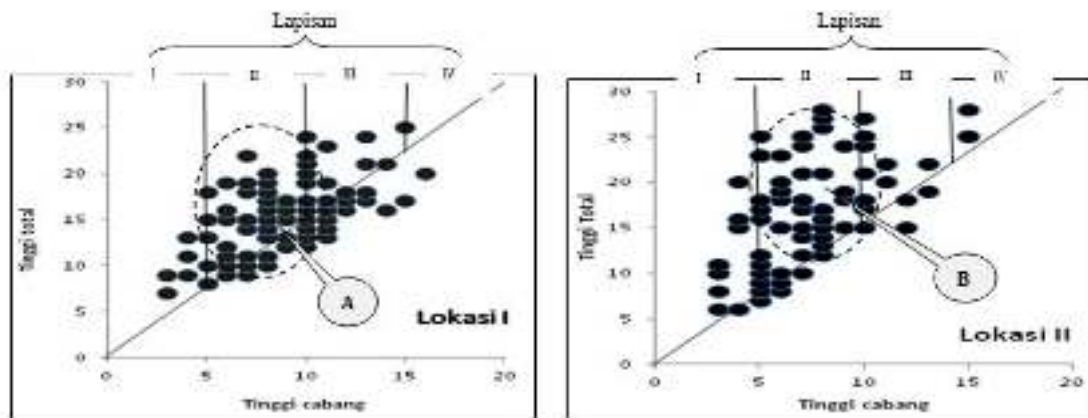 Lapisan
I II III IV
30
25
20
15
10
5
0
Tinggi total
0 5 10 15 20
Tinggi cabang
A
Lokasi I
Lapisan
I II III IV
30
25
20
15
10
5
0
Tinggi Total
0 5 10 15 20
Tinggi cabang
B
Lokasi II